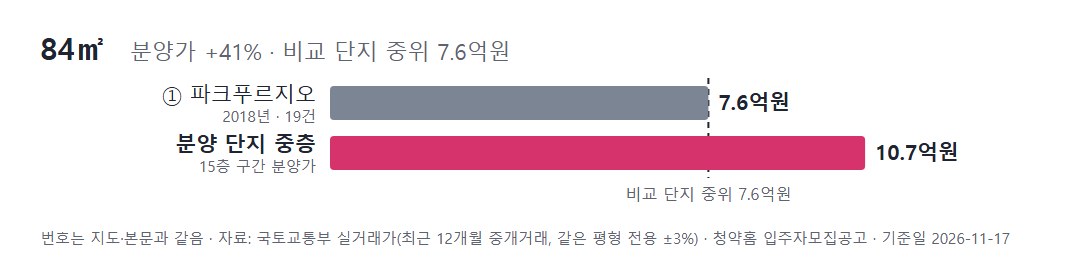 84㎡ 분양가 +41% · 비교 단지 중위 7.6억원
① 파크푸르지오
2018년 · 19건
7.6억원
분양 단지 중층
15층 구간 분양가
10.7억원
비교 단지 중위 7.6억원
번호는 지도·본문과 같음 · 자료: 국토교통부 실거래가(최근 12개월 중개거래, 같은 평형 전용 ±3%) · 청약홈 입주자모집공고 · 기준일 2026-11-17